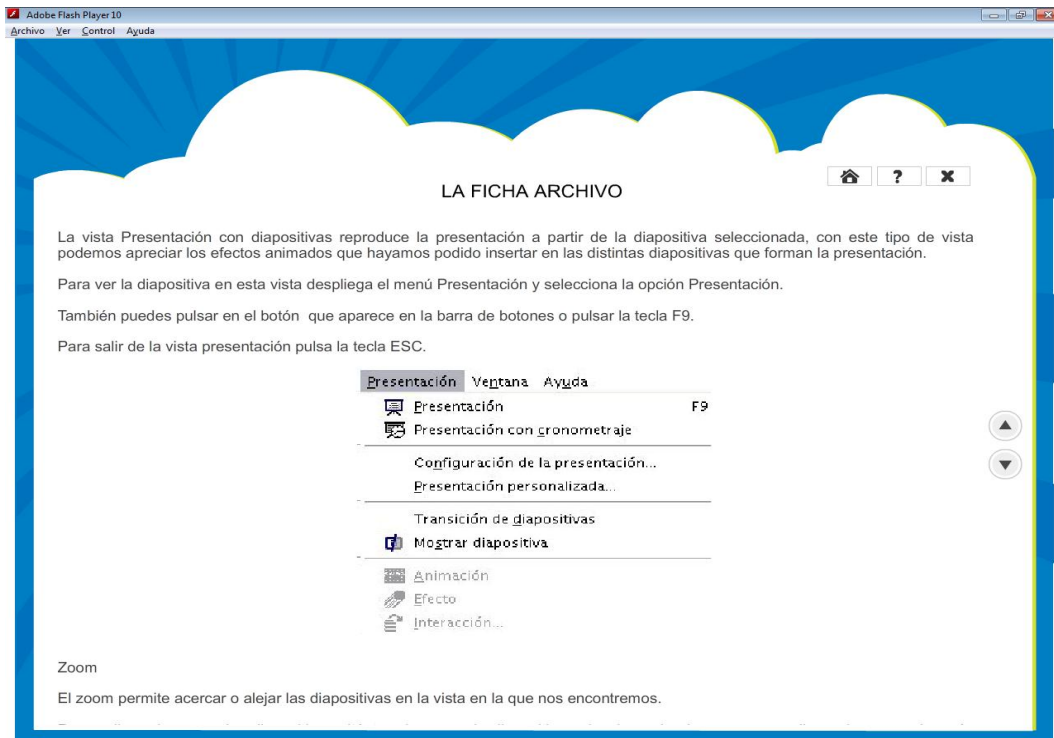 Adobe Flash Player 10
Archivo Ver Control Ayuda
? X
LA FICHA ARCHIVO
La vista Presentación con diapositivas reproduce la presentación a partir de la diapositiva seleccionada, con este tipo de vista
podemos apreciar los efectos animados que hayamos podido insertar en las distintas diapositivas que forman la presentación.
Para ver la diapositiva en esta vista despliega el menú Presentación y selecciona la opción Presentación.
También puedes pulsar en el botón que aparece en la barra de botones o pulsar la tecla F9.
Para salir de la vista presentación pulsa la tecla ESC.
Presentación Ventana Ayuda
Presentación F9
Presentación con cronometraje
Configuración de la presentación...
Presentación personalizada...
Transición de diapositivas
Mostrar diapositiva
Animación
Efecto
Interacción...
Zoom
El zoom permite acercar o alejar las diapositivas en la vista en la que nos encontremos.